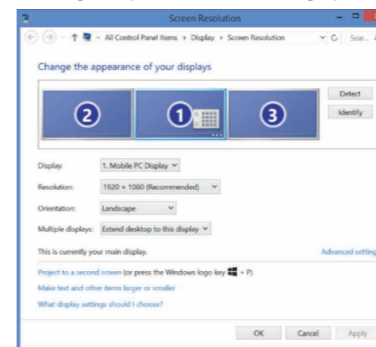 Screen Resolution
All Control Panel Items Display Screen Resolution
Change the appearance of your displays
2 1 3
Detect
Identify
Display: 1. Mobile PC Display
Resolution: 1920 × 1080 (Recommended)
Orientation: Landscape
Multiple displays: Extend desktop to this display
This is currently your main display.
Advanced setting
Project to a second screen (or press the Windows logo key + P)
Make text and other items larger or smaller
What display settings should I choose?
OK Cancel Apply